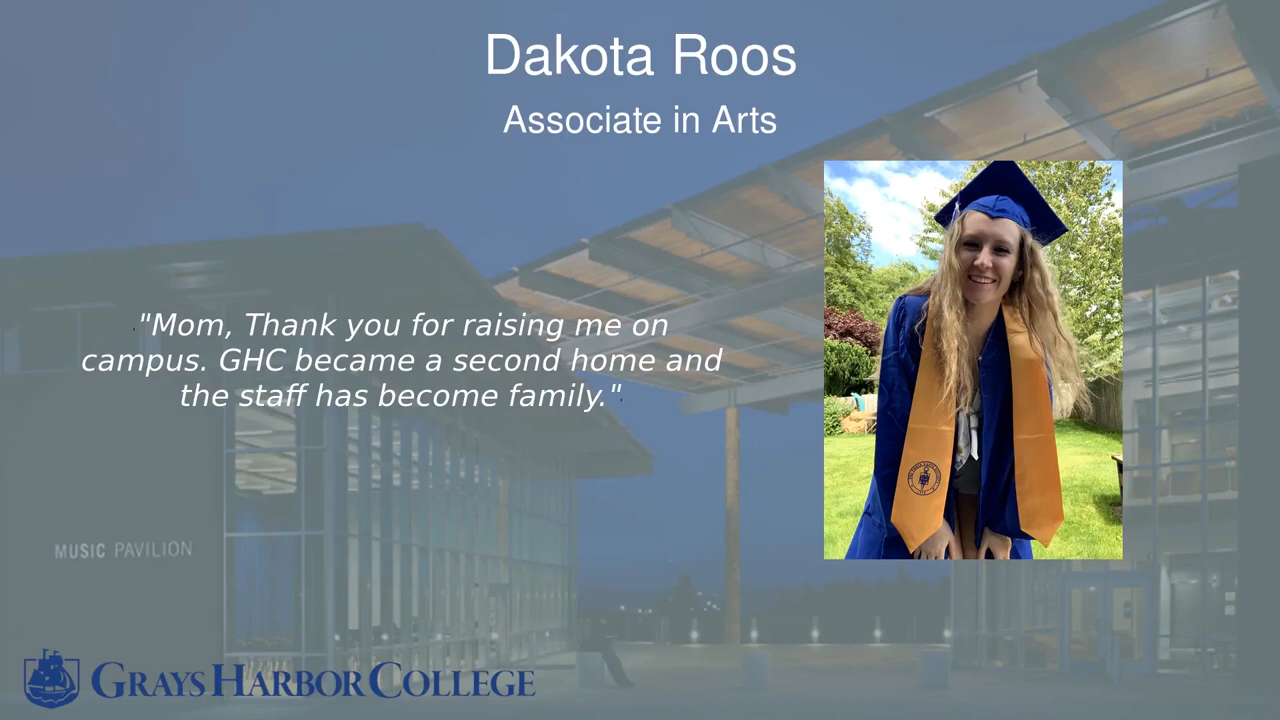 Dakota Roos
Associate in Arts
"Mom, Thank you for raising me on
campus. GHC became a second home and
the staff has become family."
MUSIC PAVILION
GRAYS HARBOR COLLEGE